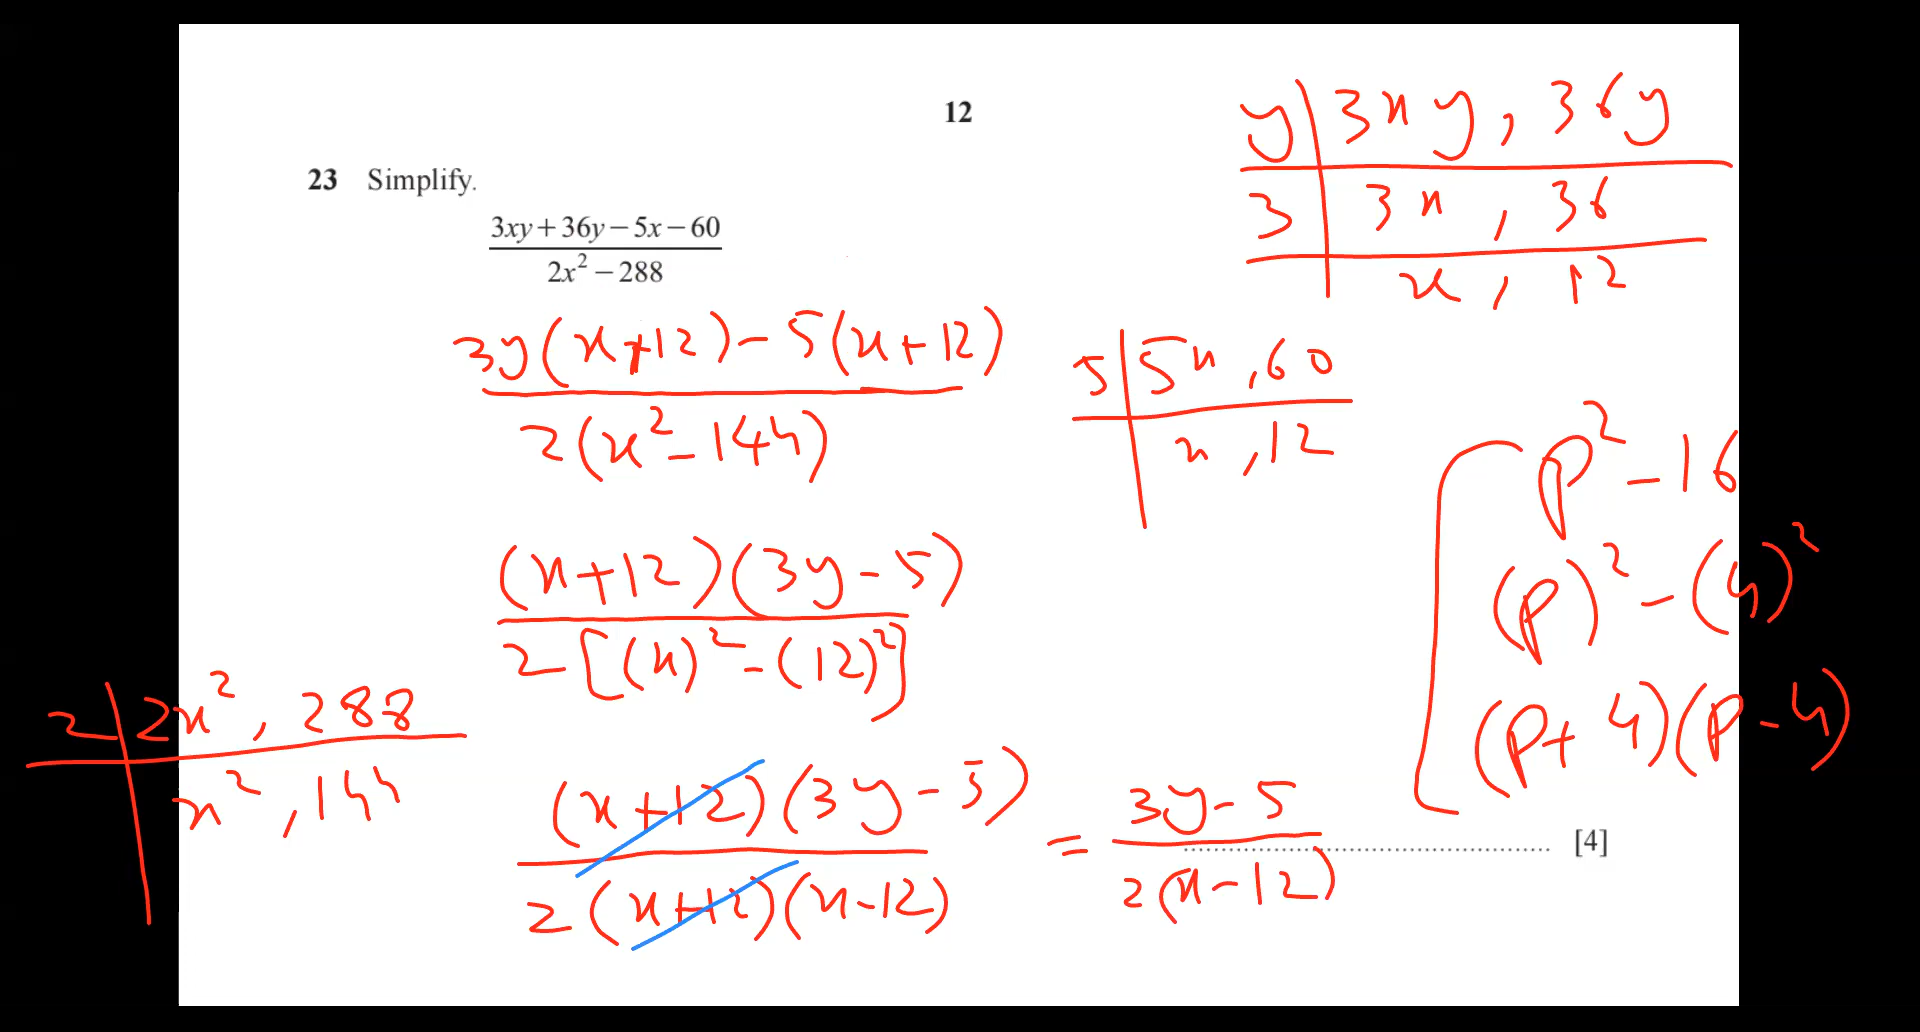 12
23 Simplify.
3xy + 36y − 5x − 60
2x² − 288
3y(x+12) − 5(x+12)
2(x² − 144)
(x+12)(3y−5)
2[(x)² − (12)²]
(x+12)(3y−5)
2(x+12)(x−12)
= 3y−5
2(x−12)
[4]
y | 3xy, 36y
3 | 3x, 36
x, 12
5 | 5x, 60
x, 12
p² − 16
(p)² − (4)²
(p+4)(p−4)
2 | 2x², 288
x², 144